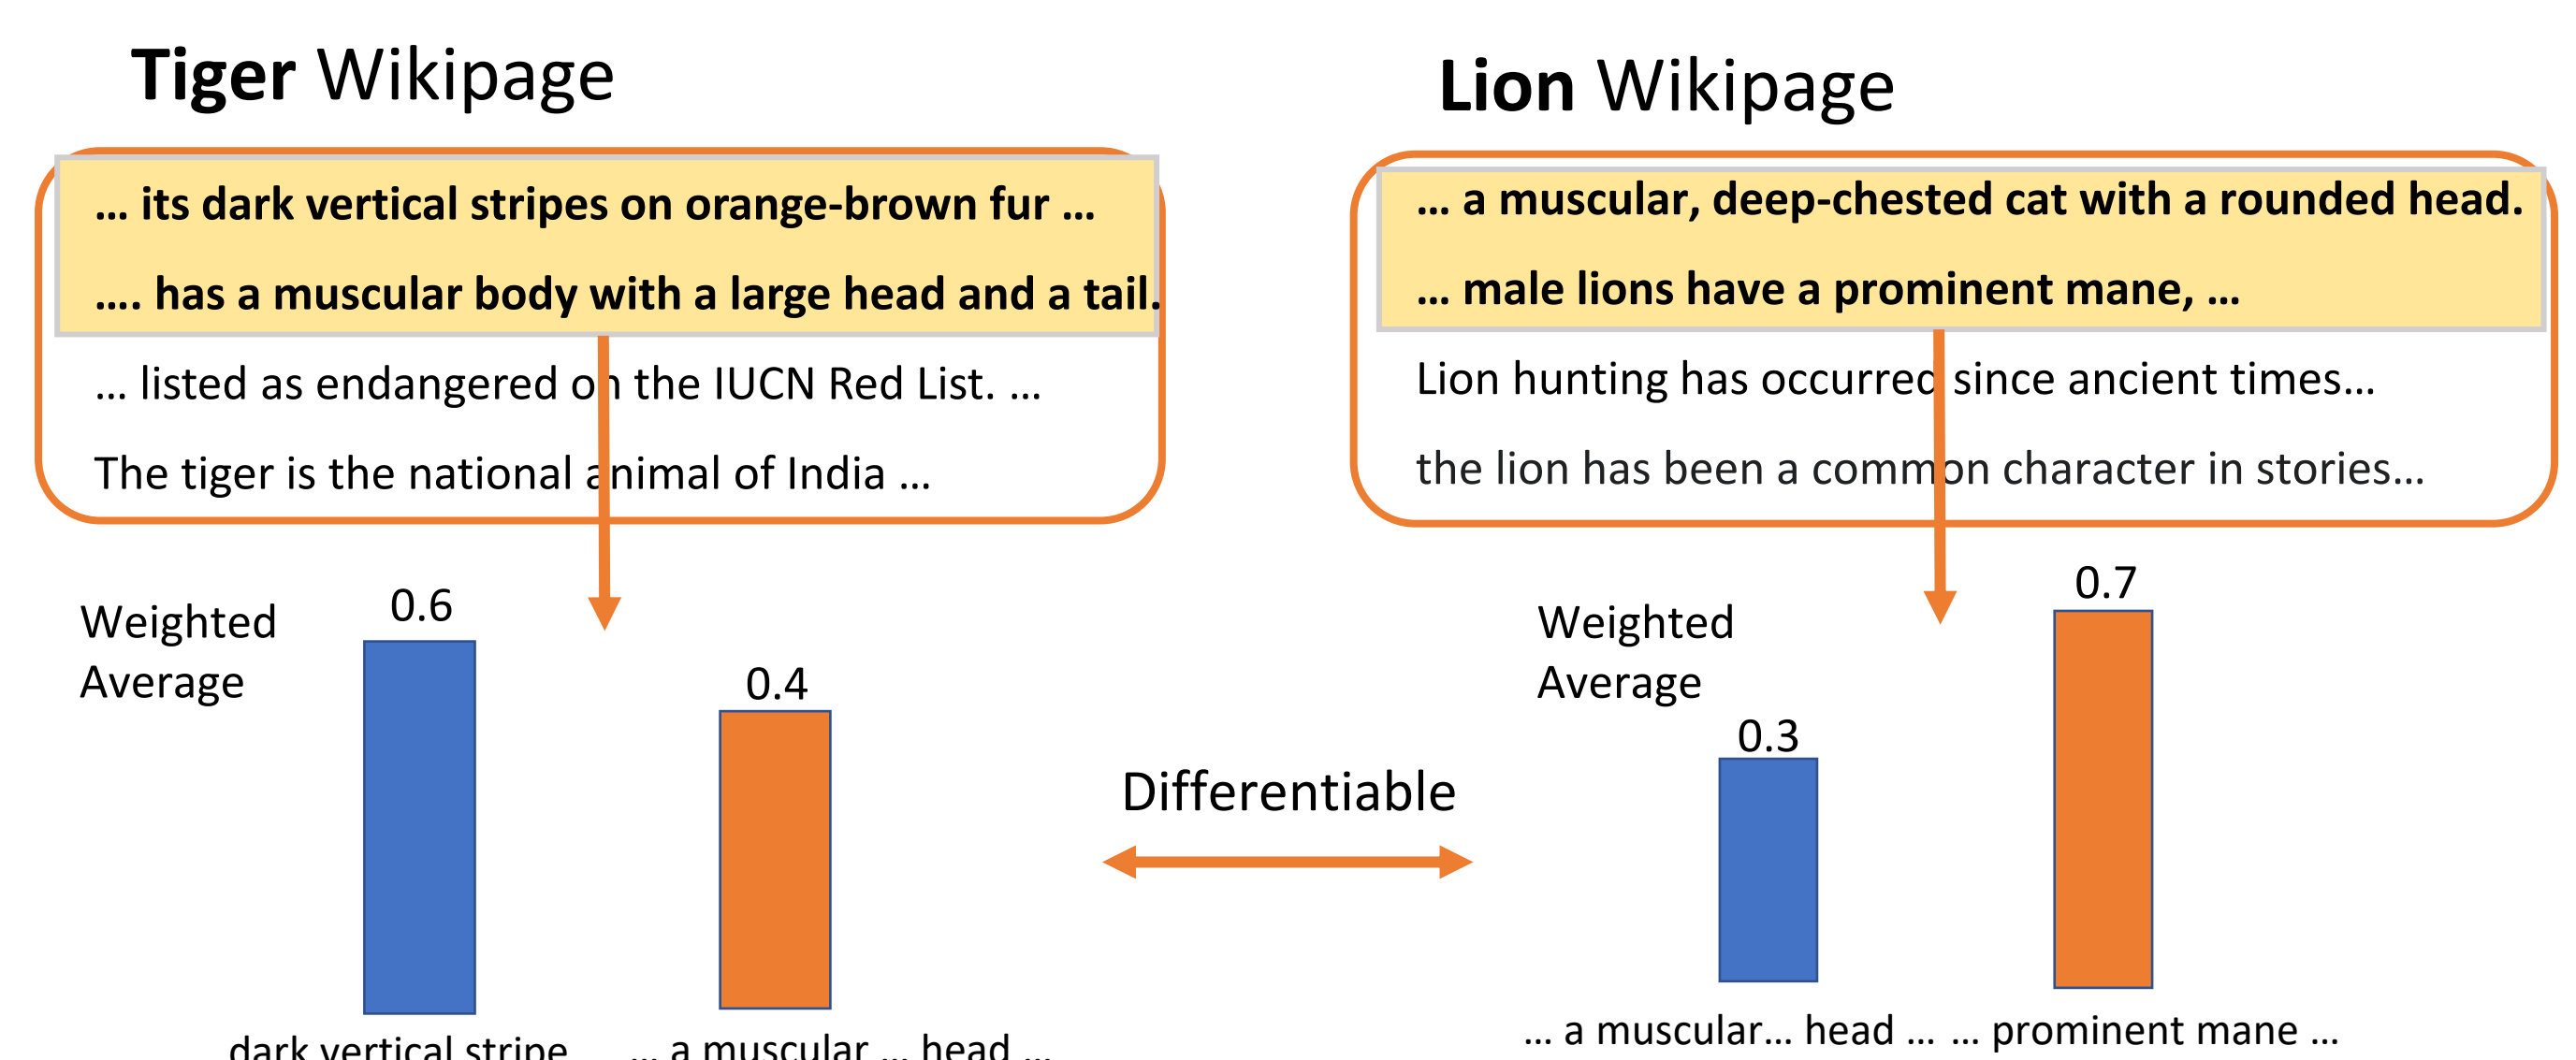 Tiger Wikipage
… its dark vertical stripes on orange-brown fur …
…. has a muscular body with a large head and a tail.
… listed as endangered on the IUCN Red List. …
The tiger is the national animal of India …
Weighted
Average
0.6
0.4
dark vertical stripe
… a muscular … head …
Differentiable
Lion Wikipage
… a muscular, deep-chested cat with a rounded head.
… male lions have a prominent mane, …
Lion hunting has occurred since ancient times…
the lion has been a common character in stories…
Weighted
Average
0.3
0.7
… a muscular… head …
… prominent mane …